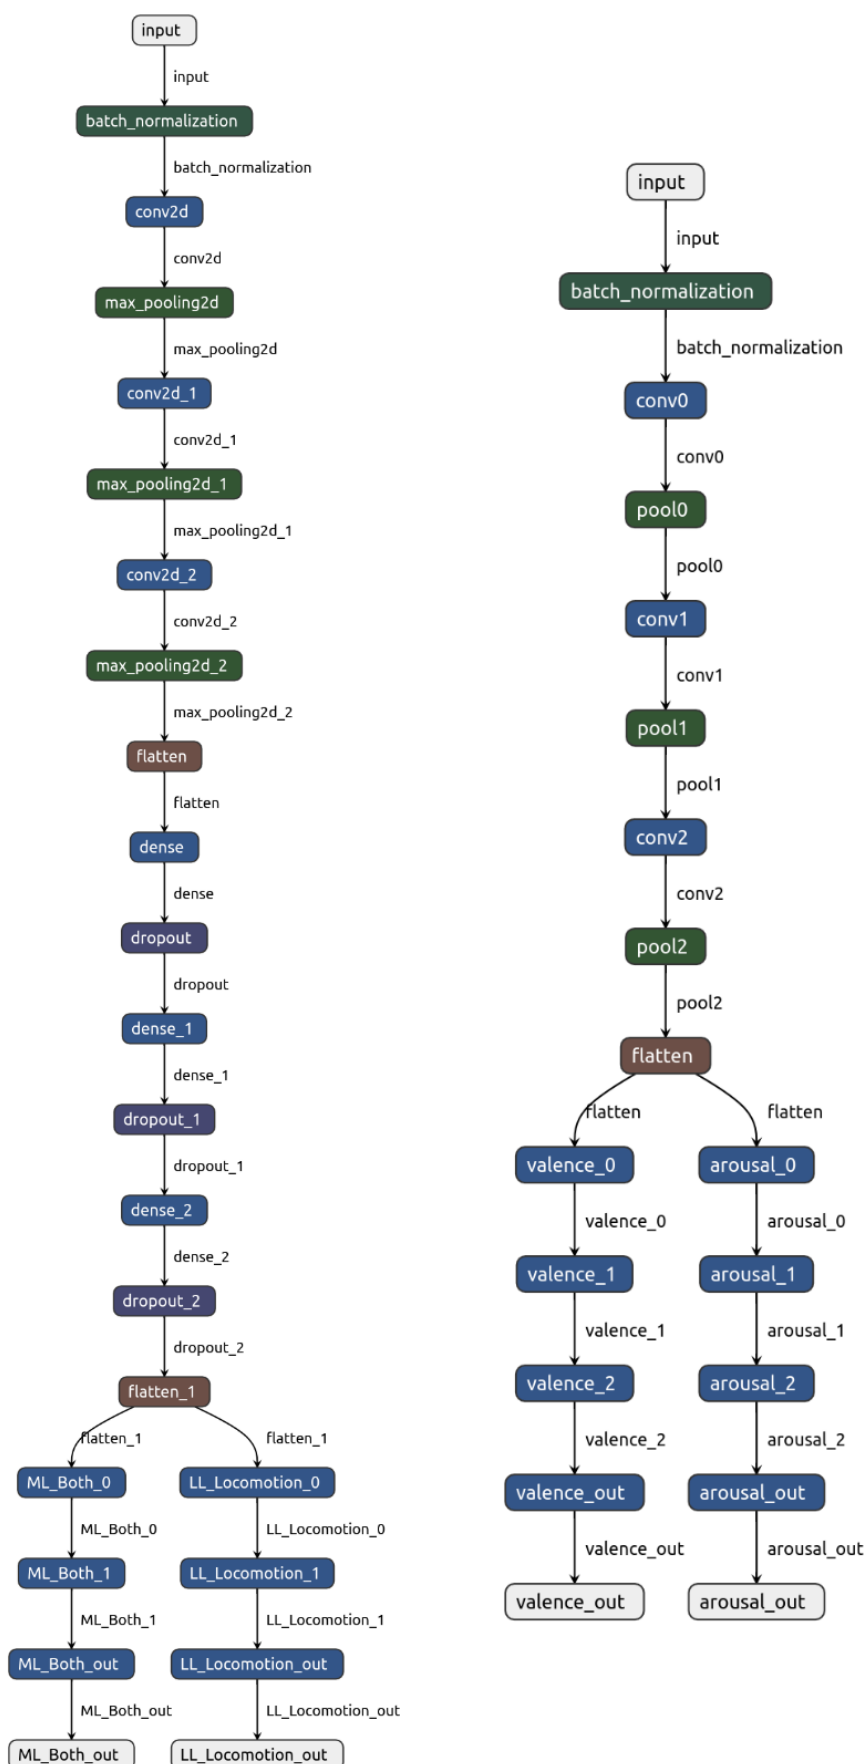 input
input
batch_normalization
batch_normalization
conv2d
conv2d
max_pooling2d
max_pooling2d
conv2d_1
conv2d_1
max_pooling2d_1
max_pooling2d_1
conv2d_2
conv2d_2
max_pooling2d_2
max_pooling2d_2
flatten
flatten
dense
dense
dropout
dropout
dense_1
dense_1
dropout_1
dropout_1
dense_2
dense_2
dropout_2
dropout_2
flatten_1
flatten_1 flatten_1
ML_Both_0 LL_Locomotion_0
ML_Both_0 LL_Locomotion_0
ML_Both_1 LL_Locomotion_1
ML_Both_1 LL_Locomotion_1
ML_Both_out LL_Locomotion_out
ML_Both_out LL_Locomotion_out
ML_Both_out LL_Locomotion_out
input
input
batch_normalization
batch_normalization
conv0
conv0
pool0
pool0
conv1
conv1
pool1
pool1
conv2
conv2
pool2
pool2
flatten
flatten flatten
valence_0 arousal_0
valence_0 arousal_0
valence_1 arousal_1
valence_1 arousal_1
valence_2 arousal_2
valence_2 arousal_2
valence_out arousal_out
valence_out arousal_out
valence_out arousal_out